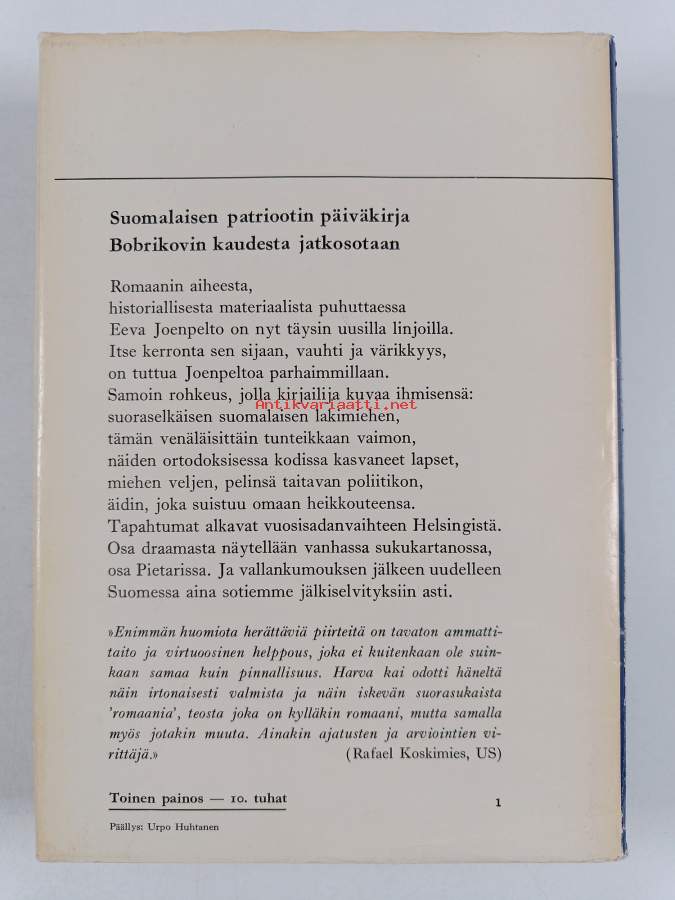 Suomalaisen patriootin päiväkirja
Bobrikovin kaudesta jatkosotaan
Romaanin aiheesta,
historiallisesta materiaalista puhuttaessa
Eeva Joenpelto on nyt täysin uusilla linjoilla.
Itse kerronta sen sijaan, vauhti ja värikkyys,
on tuttua Joenpeltoa parhaimmillaan.
Samoin rohkeus, jolla kirjailija kuvaa ihmisensä:
Antikvariaatti.net
suoraselkäisen suomalaisen lakimiehen,
tämän venäläisittäin tunteikkaan vaimon,
näiden ortodoksisessa kodissa kasvaneet lapset,
miehen veljen, pelinsä taitavan poliitikon,
äidin, joka suistuu omaan heikkouteensa.
Tapahtumat alkavat vuosisadanvaihteen Helsingistä.
Osa draamasta näytellään vanhassa sukukartanossa,
osa Pietarissa. Ja vallankumouksen jälkeen uudelleen
Suomessa aina sotiemme jälkiselvityksiin asti.
»Enimmän huomiota herättäviä piirteitä on tavaton ammatti-
taito ja virtuoosinen helppous, joka ei kuitenkaan ole suin-
kaan samaa kuin pinnallisuus. Harva kai odotti häneltä
näin irtonaisesti valmista ja näin iskevän suorasukaista
'romaania', teosta joka on kylläkin romaani, mutta samalla
myös jotakin muuta. Ainakin ajatusten ja arviointien vi-
rittäjä.» (Rafael Koskimies, US)
Toinen painos — 10. tuhat 1
Päällys: Urpo Huhtanen